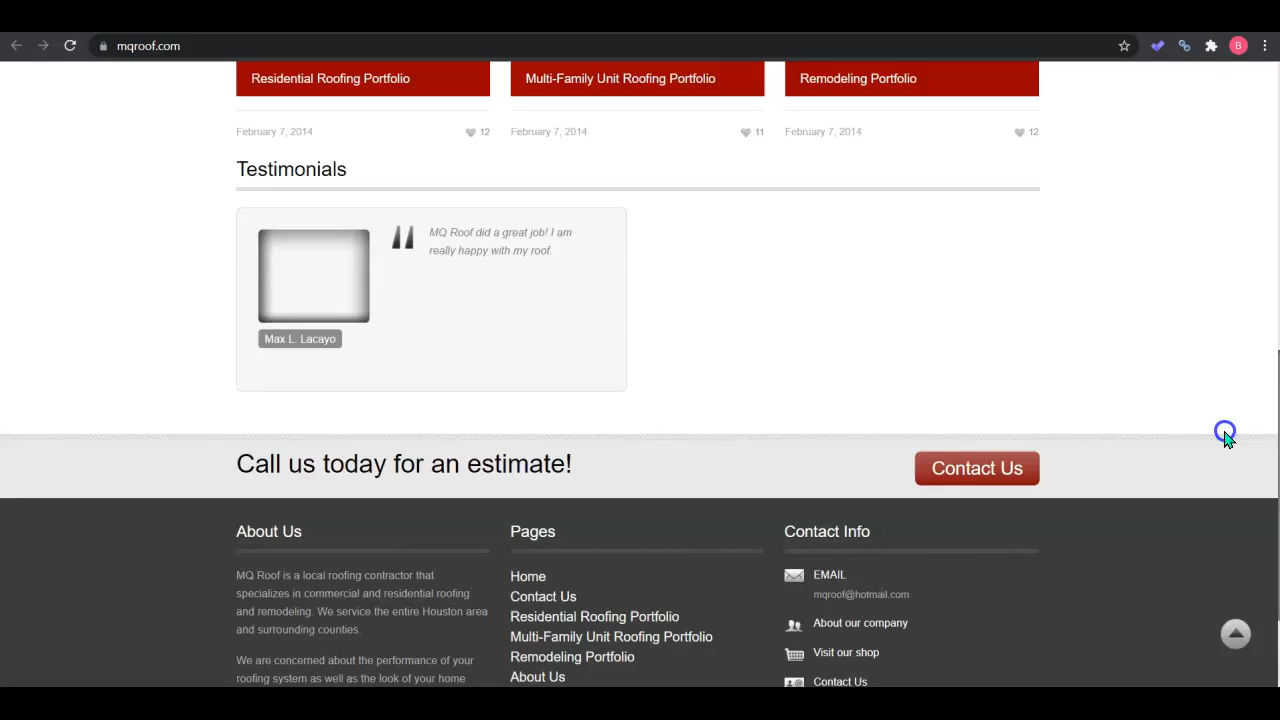 mqroof.com
B
Residential Roofing Portfolio
Multi-Family Unit Roofing Portfolio
Remodeling Portfolio
February 7, 2014
12
February 7, 2014
11
February 7, 2014
12
Testimonials
MQ Roof did a great job! I am
really happy with my roof.
Max L. Lacayo
Call us today for an estimate!
Contact Us
About Us
MQ Roof is a local roofing contractor that
specializes in commercial and residential roofing
and remodeling. We service the entire Houston area
and surrounding counties.
We are concerned about the performance of your
roofing system as well as the look of your home
Pages
Home
Contact Us
Residential Roofing Portfolio
Multi-Family Unit Roofing Portfolio
Remodeling Portfolio
About Us
Contact Info
EMAIL
mqroof@hotmail.com
About our company
Visit our shop
Contact Us